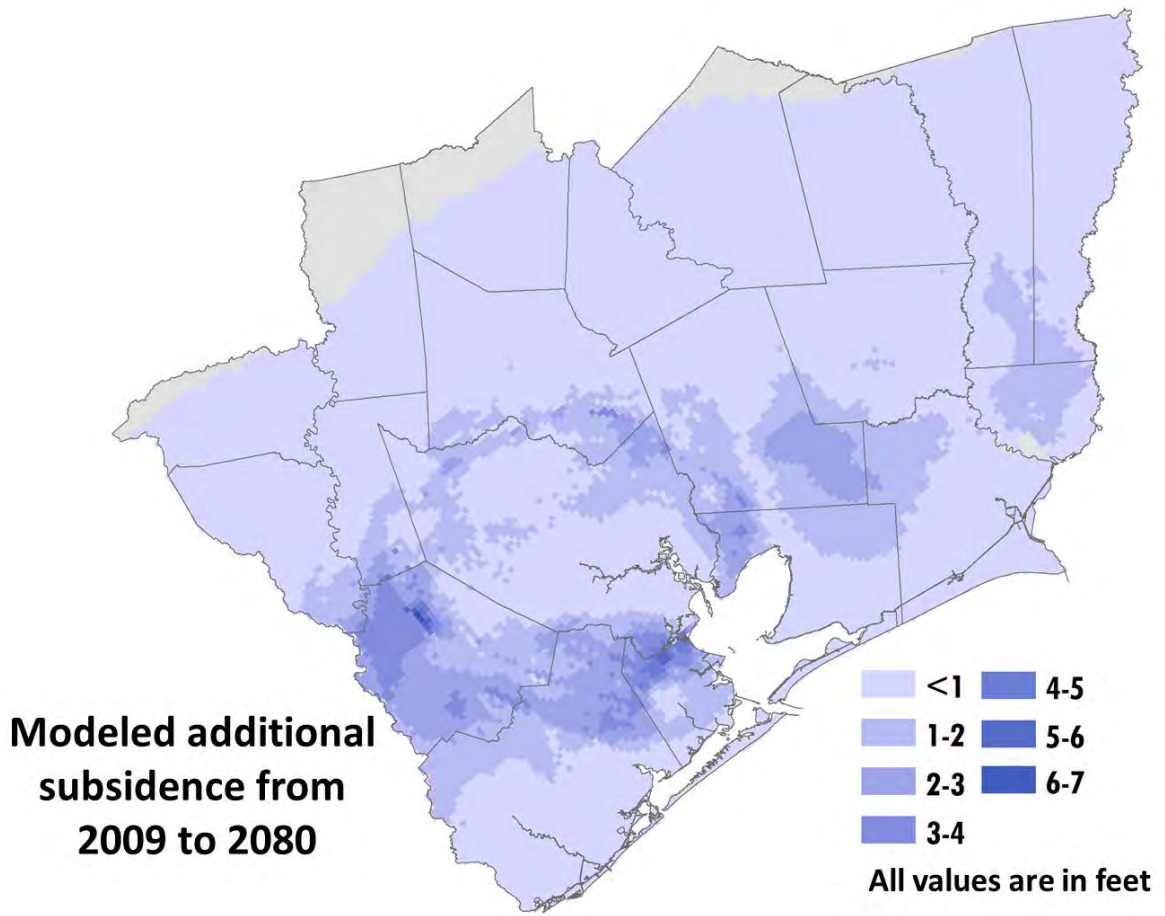 Modeled additional
subsidence from
2009 to 2080
<1
1-2
2-3
3-4
4-5
5-6
6-7
All values are in feet